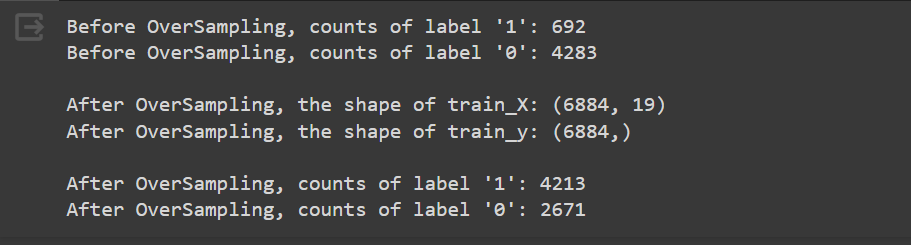 Before OverSampling, counts of label '1': 692
Before OverSampling, counts of label '0': 4283
After OverSampling, the shape of train_X: (6884, 19)
After OverSampling, the shape of train_y: (6884,)
After OverSampling, counts of label '1': 4213
After OverSampling, counts of label '0': 2671